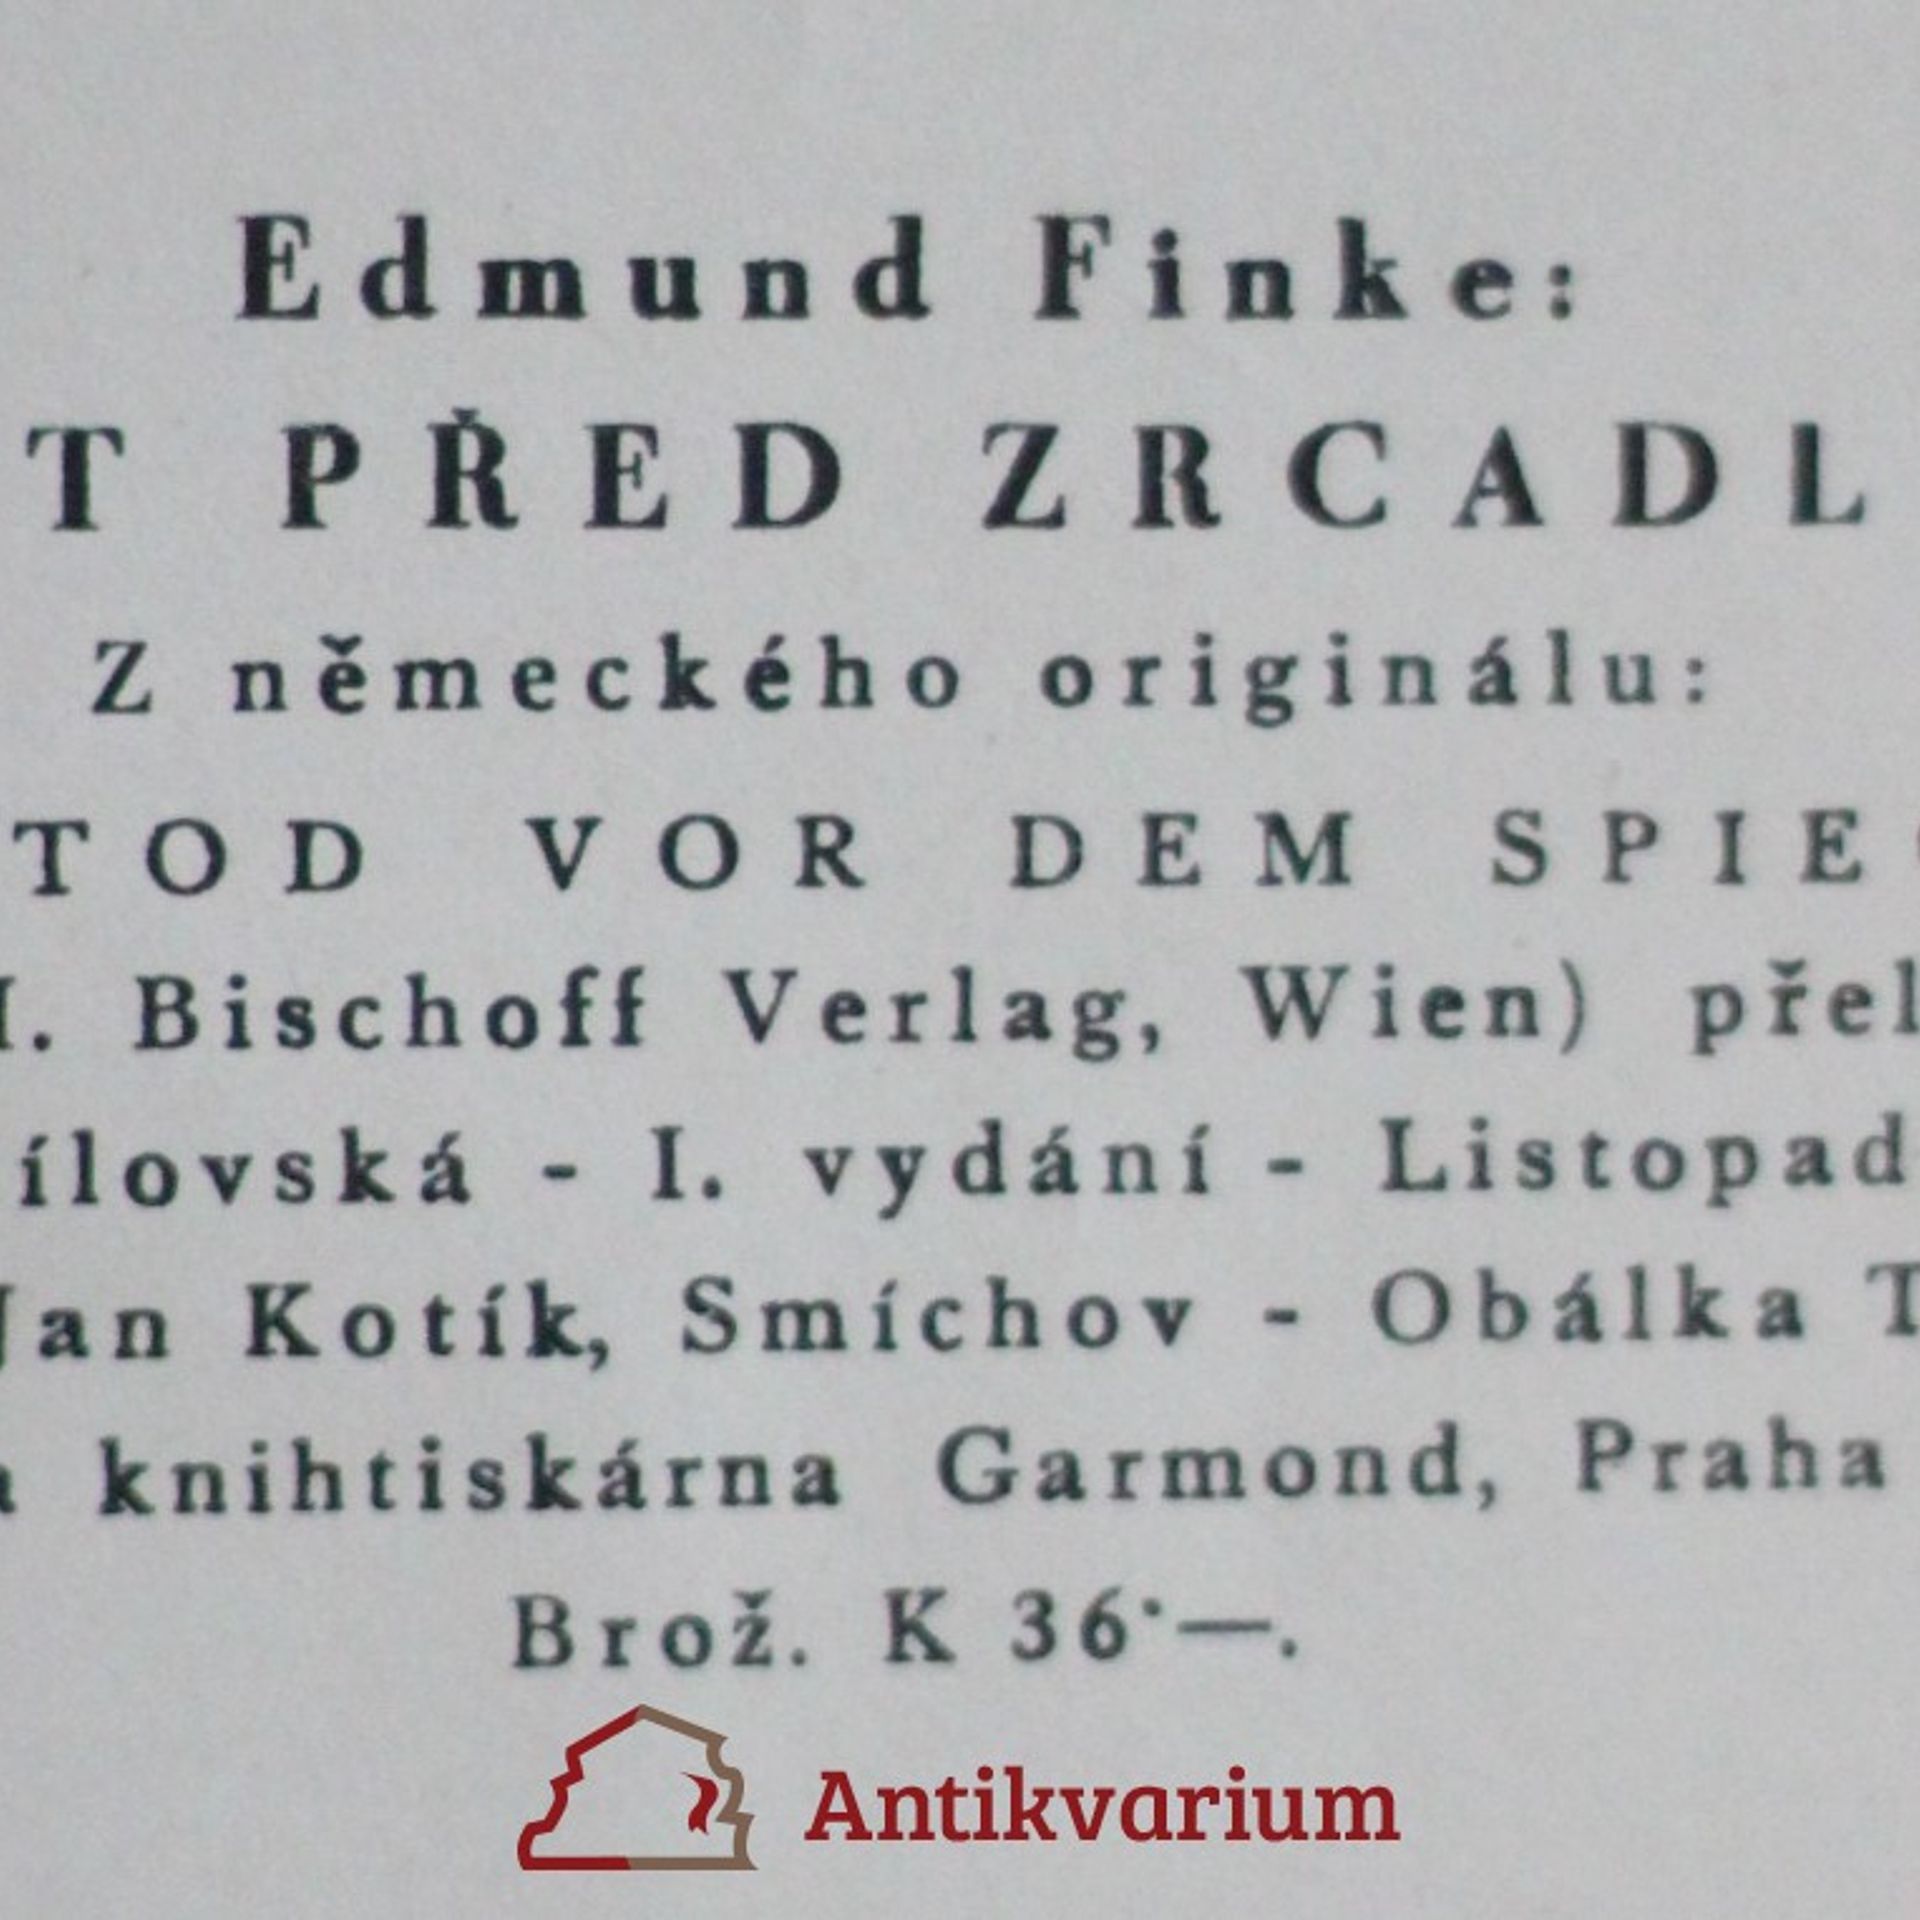 Edmund Finke:
T PŘED ZRCADL
Z německého originálu:
TOD VOR DEM SPIE
I. Bischoff Verlag, Wien) přel
ílovská - I. vydání - Listopad
Jan Kotík, Smíchov - Obálka T
knihtiskárna Garmond, Praha
Brož. K 36·—.
Antikvarium